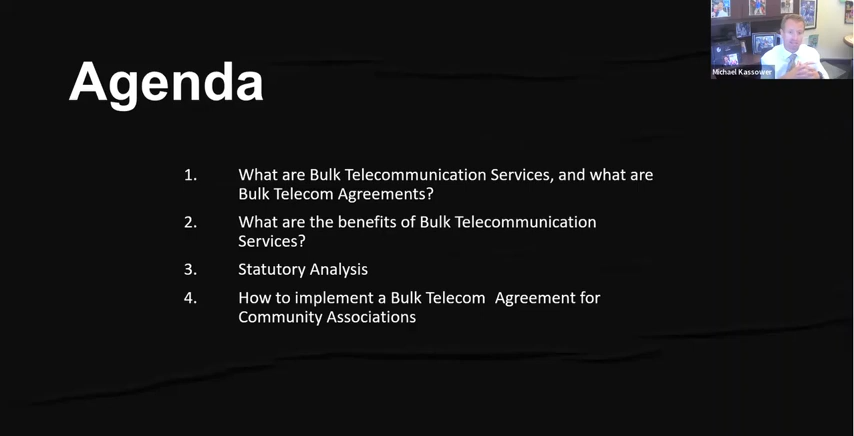 Agenda
Michael Kassower
1. What are Bulk Telecommunication Services, and what are
Bulk Telecom Agreements?
2. What are the benefits of Bulk Telecommunication
Services?
3. Statutory Analysis
4. How to implement a Bulk Telecom  Agreement for
Community Associations